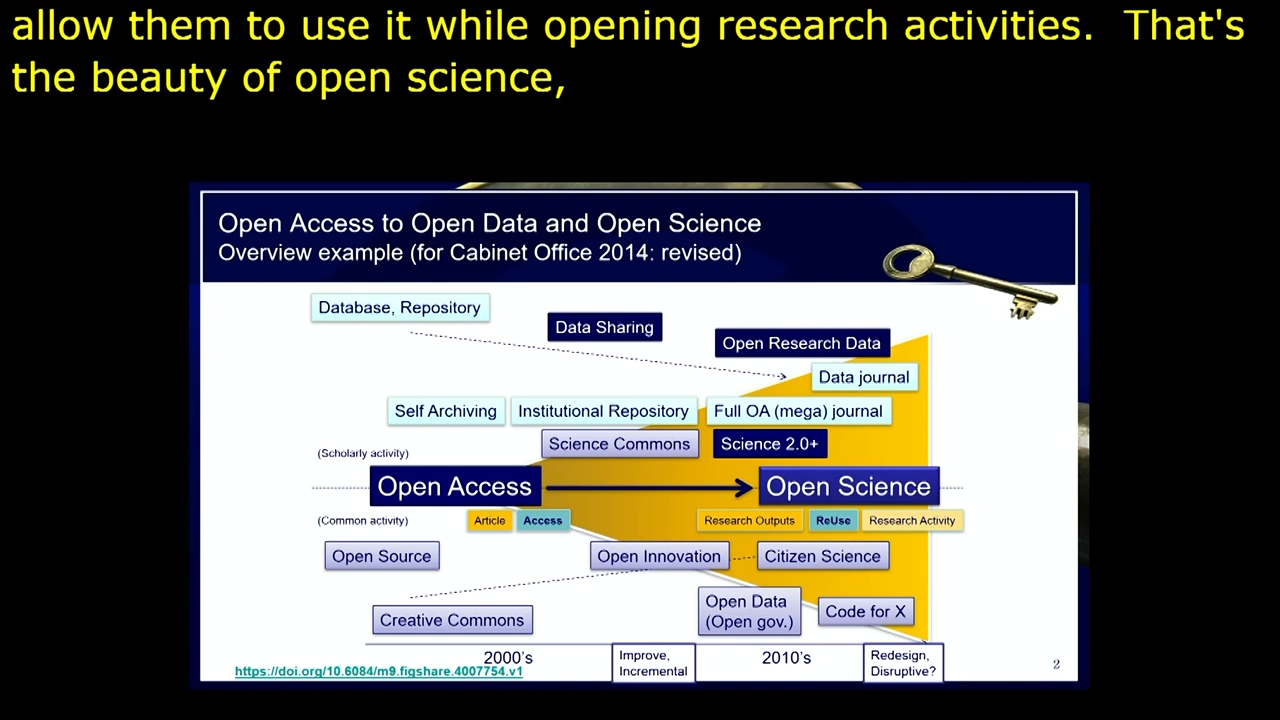 allow them to use it while opening research activities.  That's
the beauty of open science,
Open Access to Open Data and Open Science
Overview example (for Cabinet Office 2014: revised)
Database, Repository
Data Sharing
Open Research Data
Data journal
Self Archiving
Institutional Repository
Full OA (mega) journal
Science Commons
Science 2.0+
(Scholarly activity)
Open Access
Open Science
(Common activity)
Article
Access
Research Outputs
ReUse
Research Activity
Open Source
Open Innovation
Citizen Science
Creative Commons
Open Data
(Open gov.)
Code for X
2000's
Improve,
Incremental
2010's
Redesign,
Disruptive?
https://doi.org/10.6084/m9.figshare.4007754.v1
2